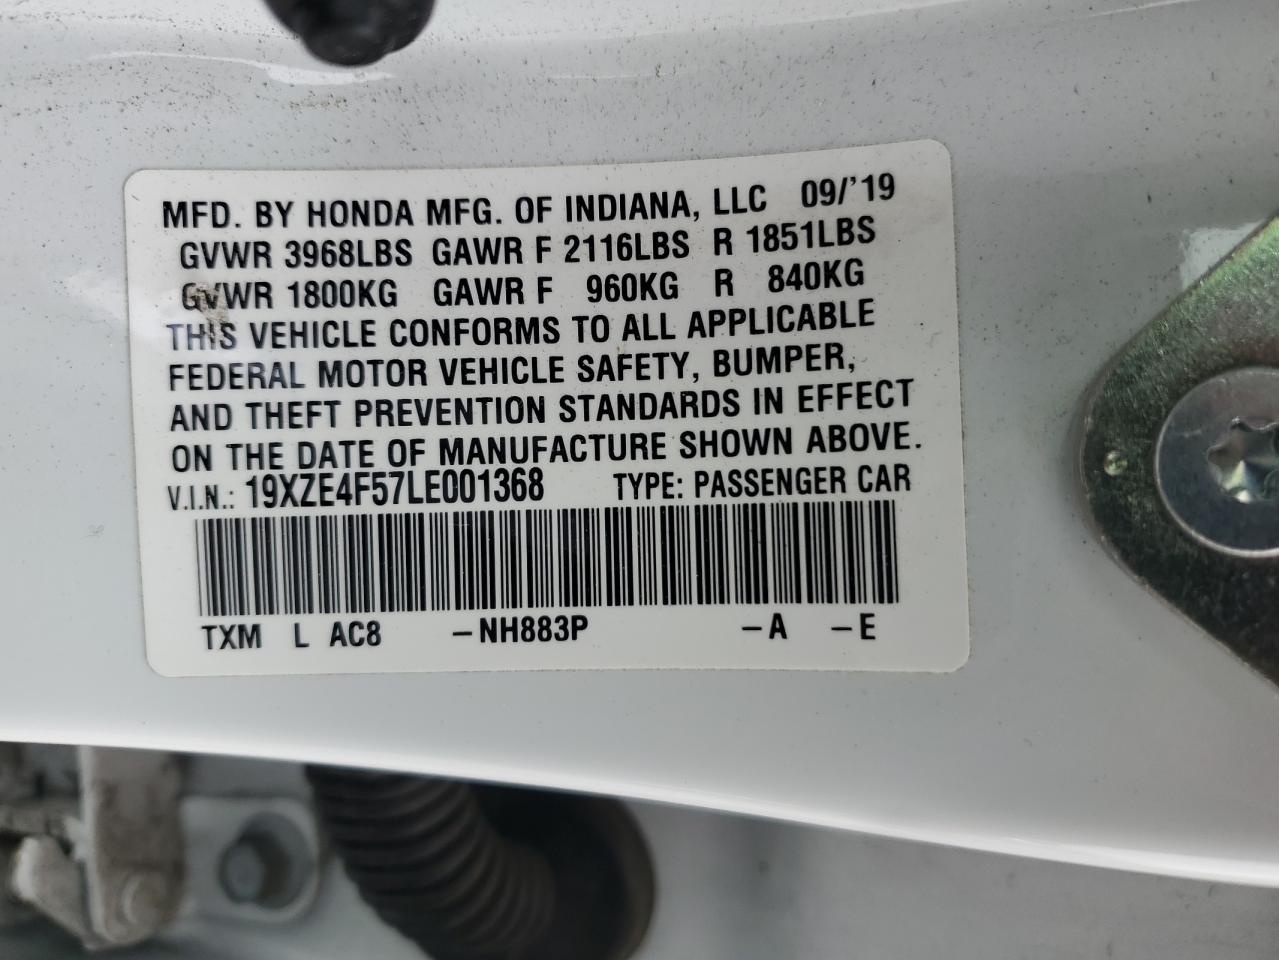 MFD. BY HONDA MFG. OF INDIANA, LLC 09/'19
GVWR 3968LBS GAWR F 2116LBS R 1851LBS
GVWR 1800KG GAWR F 960KG R 840KG
THIS VEHICLE CONFORMS TO ALL APPLICABLE
FEDERAL MOTOR VEHICLE SAFETY, BUMPER,
AND THEFT PREVENTION STANDARDS IN EFFECT
ON THE DATE OF MANUFACTURE SHOWN ABOVE.
V.I.N.: 19XZE4F57LE001368 TYPE: PASSENGER CAR
TXM L AC8 –NH883P –A –E